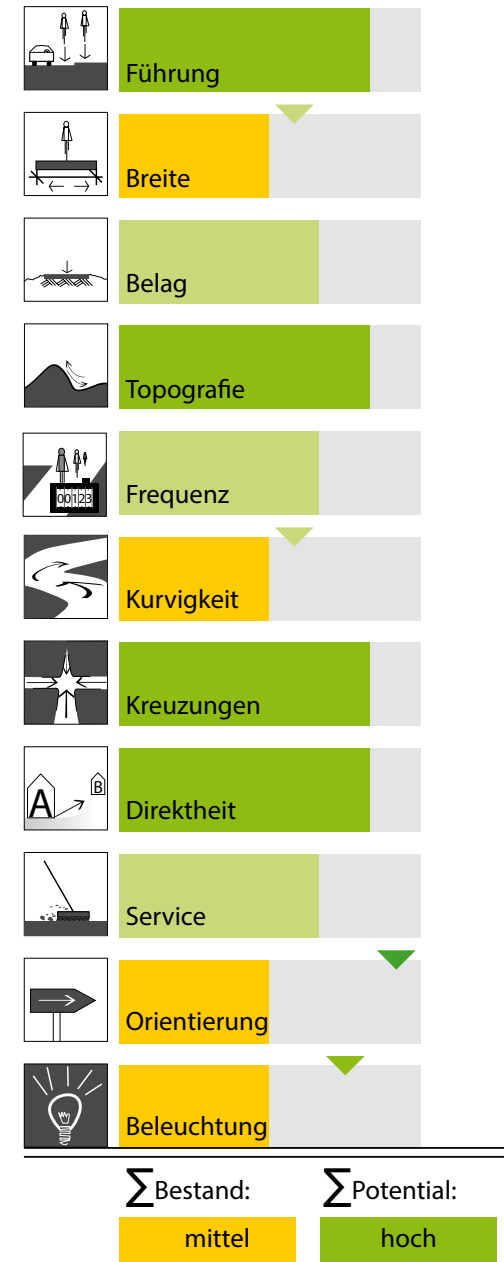 Führung
Breite
Belag
Topografie
00123
Frequenz
Kurvigkeit
Kreuzungen
A B
Direktheit
Service
Orientierung
Beleuchtung
∑Bestand: ∑Potential:
mittel hoch